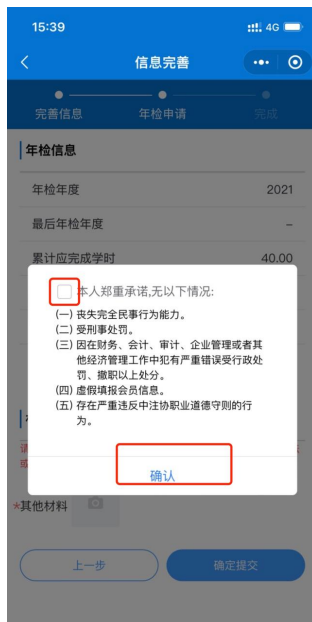 15:39
4G
信息完善
完善信息
年检申请
完成
年检信息
年检年度
2021
最后年检年度
–
累计应完成学时
40.00
本人郑重承诺,无以下情况:
(一) 丧失完全民事行为能力。
(二) 受刑事处罚。
(三) 因在财务、会计、审计、企业管理或者其
他经济管理工作中犯有严重错误受行政处
罚、撤职以上处分。
(四) 虚假填报会员信息。
(五) 存在严重违反中注协职业道德守则的行
为。
确认
*其他材料
上一步
确定提交